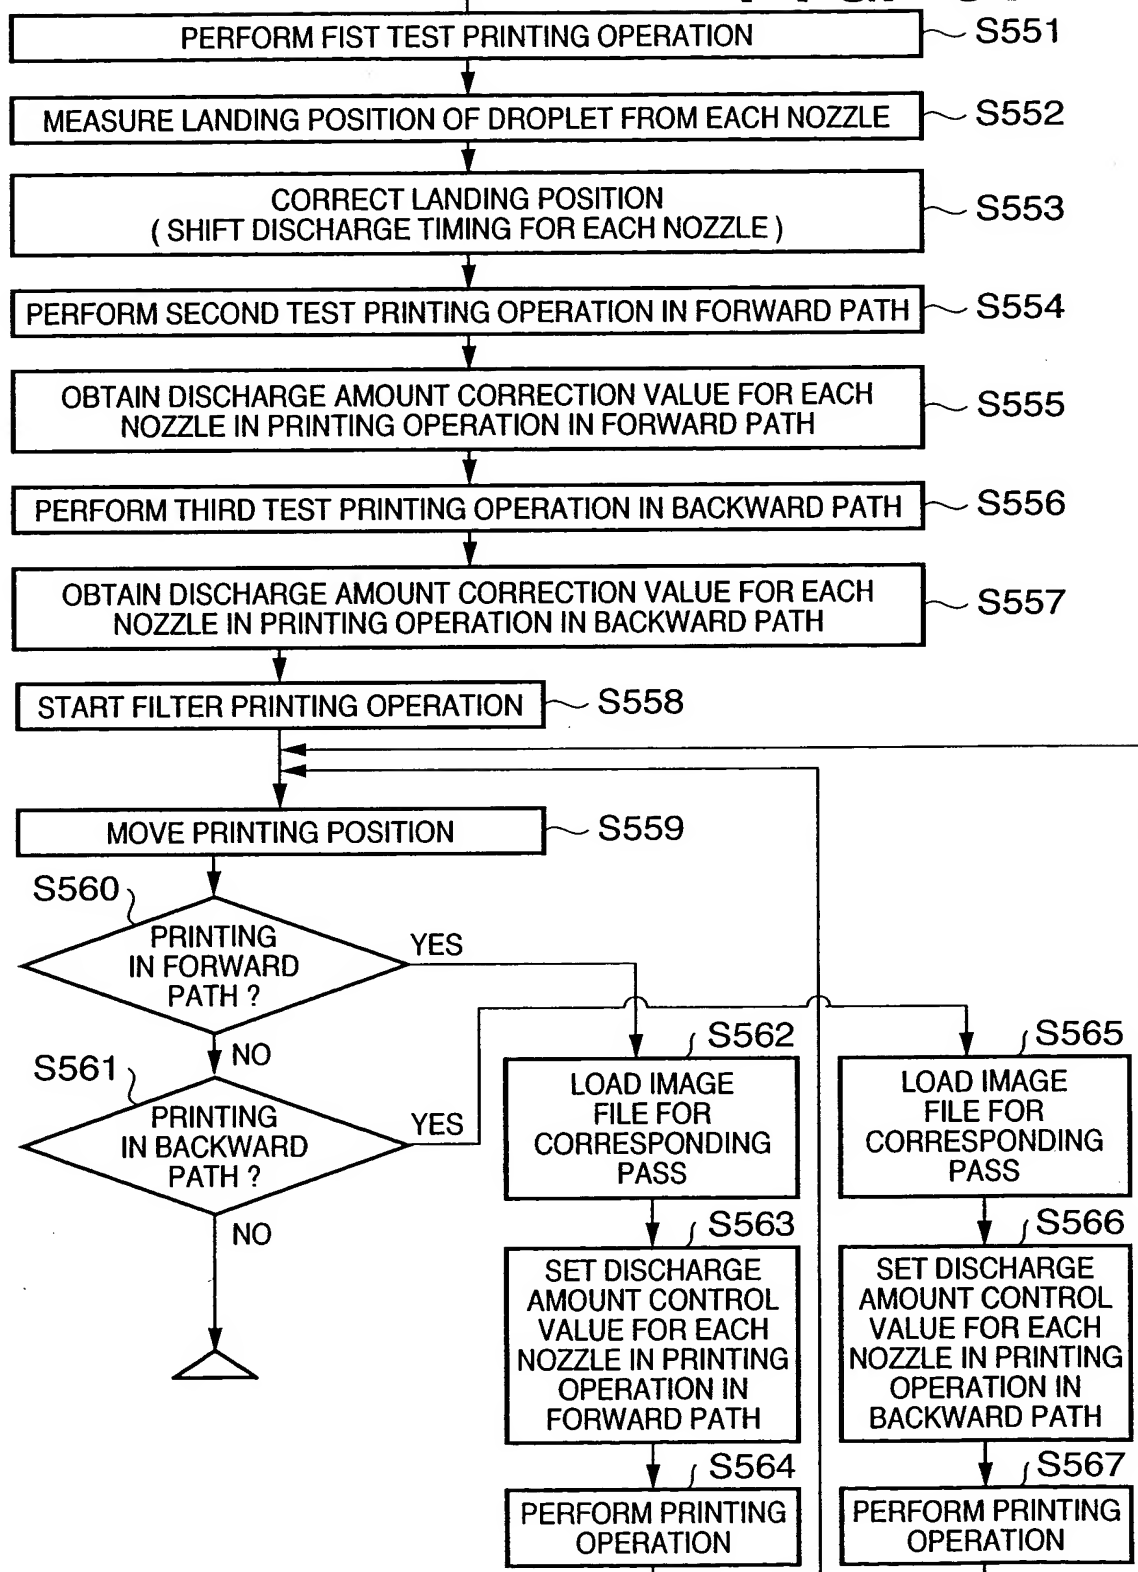 PERFORM FIST TEST PRINTING OPERATION S551
MEASURE LANDING POSITION OF DROPLET FROM EACH NOZZLE S552
CORRECT LANDING POSITION
( SHIFT DISCHARGE TIMING FOR EACH NOZZLE ) S553
PERFORM SECOND TEST PRINTING OPERATION IN FORWARD PATH S554
OBTAIN DISCHARGE AMOUNT CORRECTION VALUE FOR EACH
NOZZLE IN PRINTING OPERATION IN FORWARD PATH S555
PERFORM THIRD TEST PRINTING OPERATION IN BACKWARD PATH S556
OBTAIN DISCHARGE AMOUNT CORRECTION VALUE FOR EACH
NOZZLE IN PRINTING OPERATION IN BACKWARD PATH S557
START FILTER PRINTING OPERATION S558
MOVE PRINTING POSITION S559
S560
PRINTING
IN FORWARD
PATH ?
YES
NO
S561
PRINTING
IN BACKWARD
PATH ?
YES
NO
S562
LOAD IMAGE
FILE FOR
CORRESPONDING
PASS
S563
SET DISCHARGE
AMOUNT CONTROL
VALUE FOR EACH
NOZZLE IN PRINTING
OPERATION IN
FORWARD PATH
S564
PERFORM PRINTING
OPERATION
S565
LOAD IMAGE
FILE FOR
CORRESPONDING
PASS
S566
SET DISCHARGE
AMOUNT CONTROL
VALUE FOR EACH
NOZZLE IN PRINTING
OPERATION IN
BACKWARD PATH
S567
PERFORM PRINTING
OPERATION